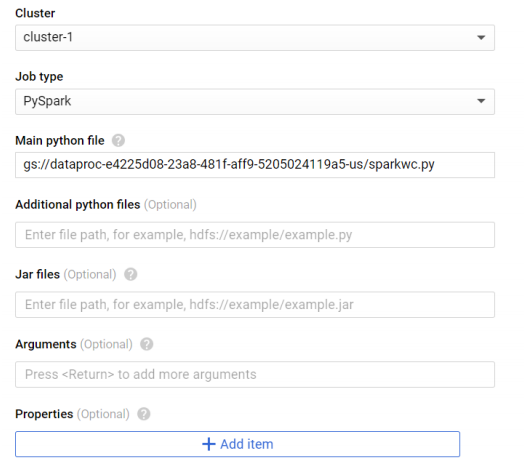 Cluster
cluster-1
Job type
PySpark
Main python file ?
gs://dataproc-e4225d08-23a8-481f-aff9-5205024119a5-us/sparkwc.py
Additional python files (Optional)
Enter file path, for example, hdfs://example/example.py
Jar files (Optional) ?
Enter file path, for example, hdfs://example/example.jar
Arguments (Optional) ?
Press <Return> to add more arguments
Properties (Optional) ?
+ Add item